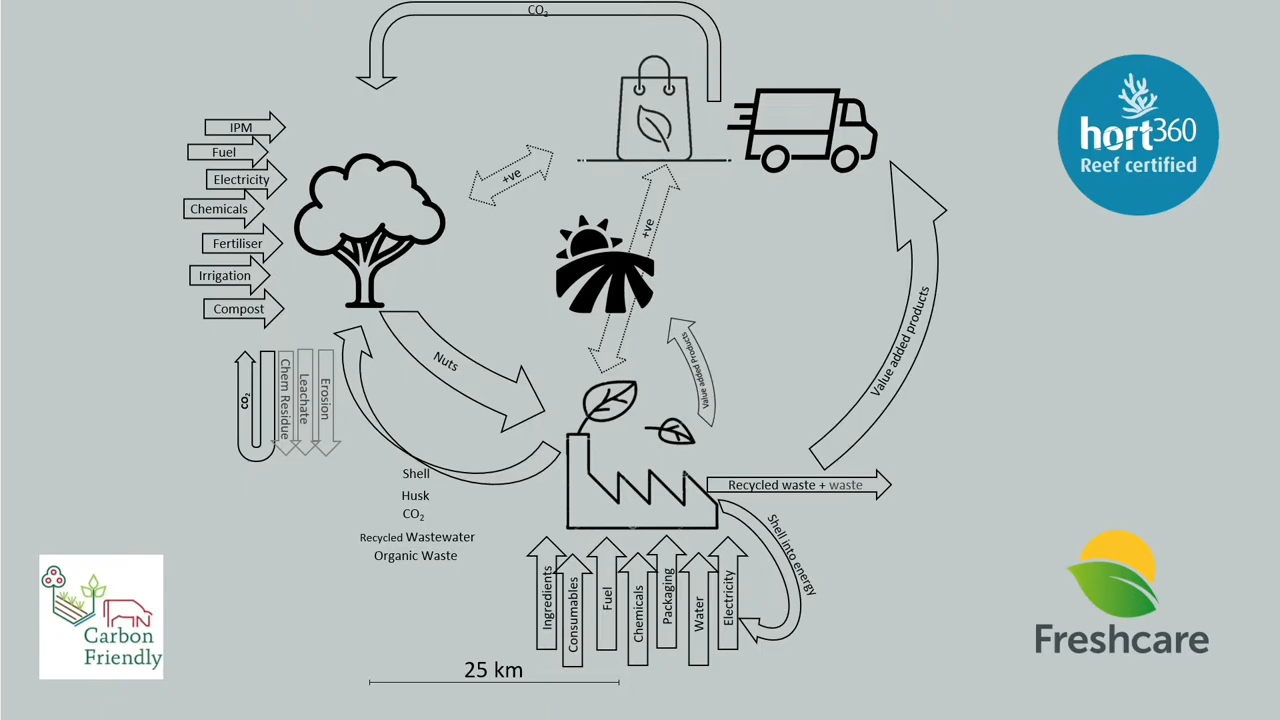 CO2
hort360
Reef certified
IPM
Fuel
Electricity
Chemicals
Fertiliser
Irrigation
Compost
+ve
+ve
CO2
Chem Residue
Leachate
Erosion
Nuts
Value added Products
Value added products
Shell
Husk
CO2
Recycled Wastewater
Organic Waste
Recycled waste + waste
Shell into energy
Ingredients
Consumables
Fuel
Chemicals
Packaging
Water
Electricity
25 km
Carbon
Friendly
Freshcare